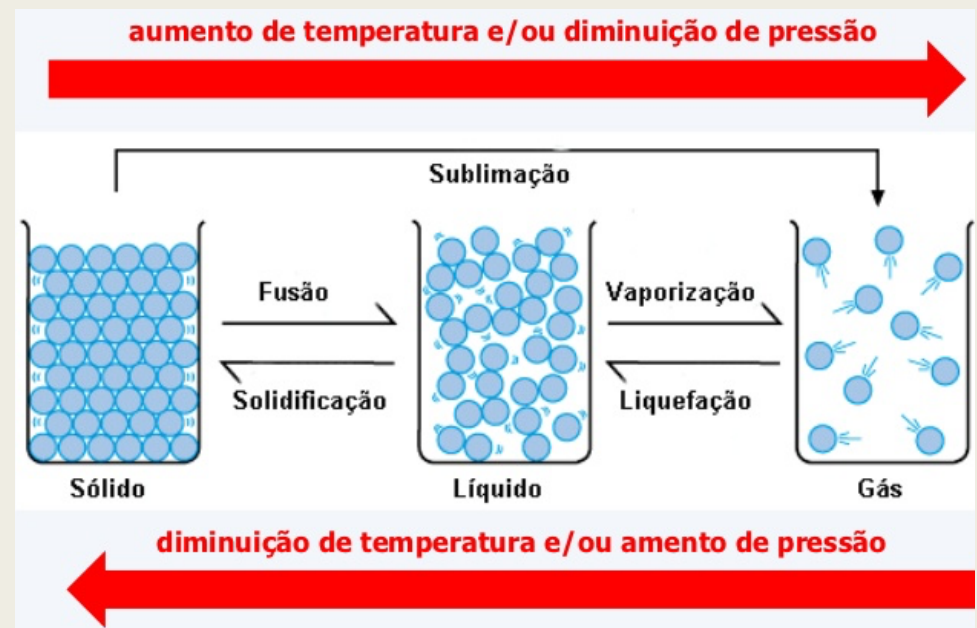 aumento de temperatura e/ou diminuição de pressão
Sublimação
Fusão
Vaporização
Solidificação
Liquefação
Sólido
Líquido
Gás
diminuição de temperatura e/ou amento de pressão